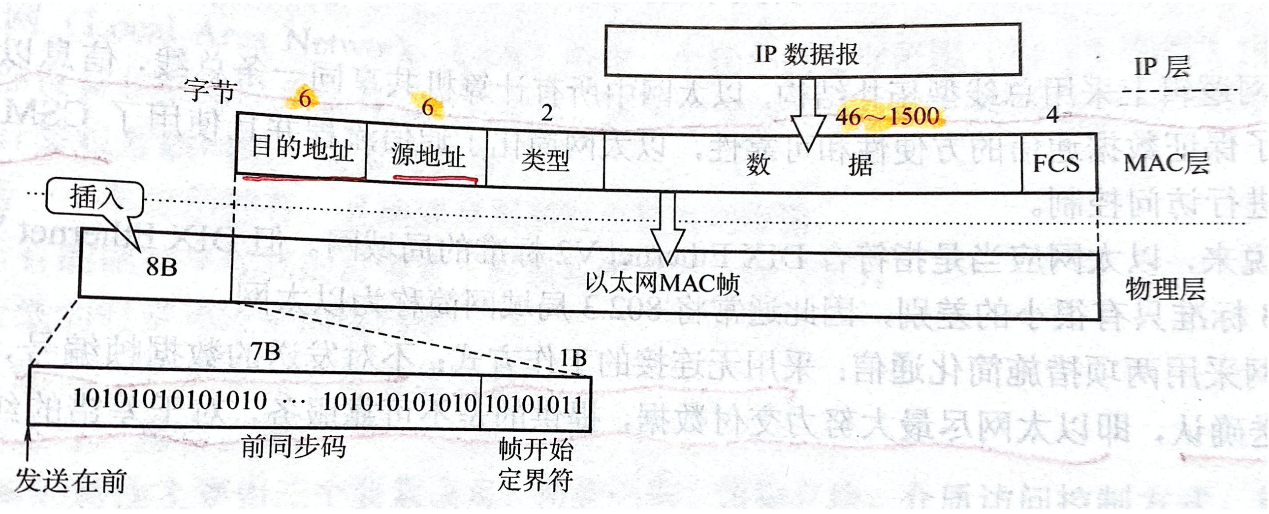 IP 数据报
IP 层
字节
6
6
2
46～1500
4
目的地址
源地址
类型
数 据
FCS
MAC层
插入
8B
以太网MAC帧
物理层
7B
1B
10101010101010 … 101010101010
10101011
前同步码
帧开始
定界符
发送在前